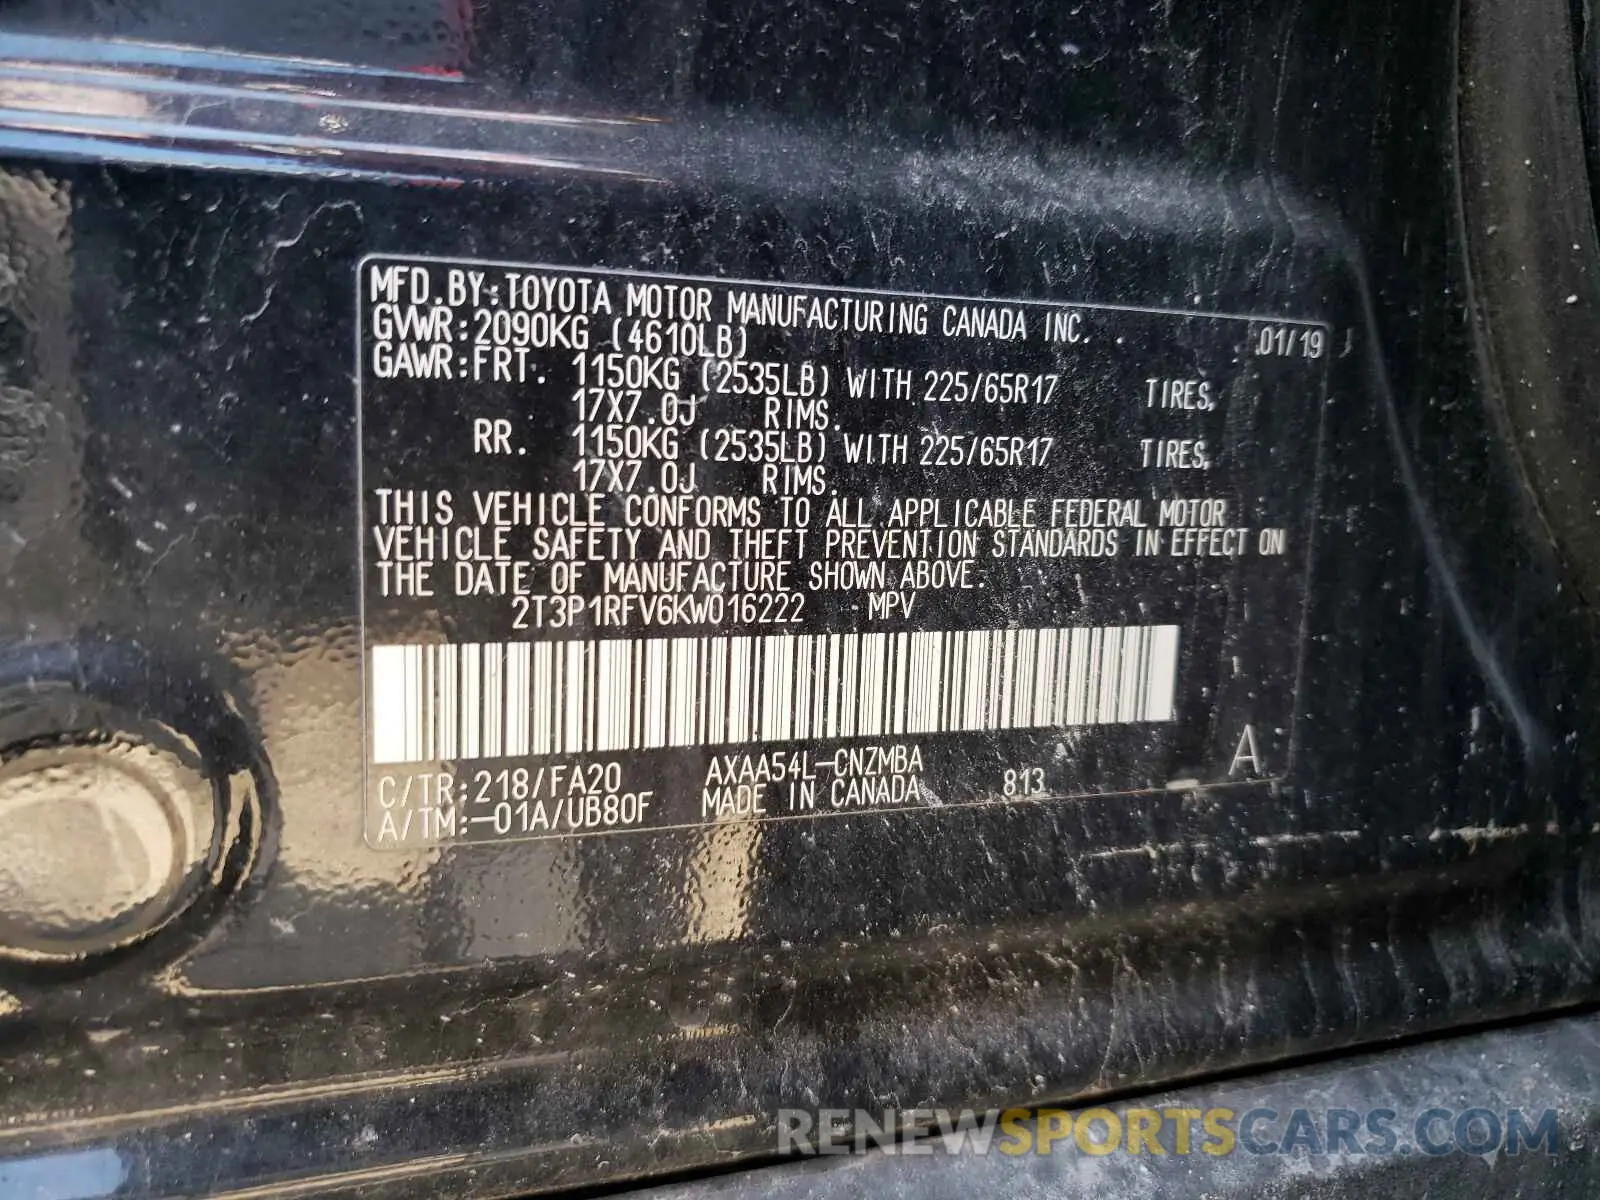 MFD.BY:TOYOTA MOTOR MANUFACTURING CANADA INC. 01/19
GVWR:2090KG (4610LB)
GAWR:FRT. 1150KG (2535LB) WITH 225/65R17 TIRES,
17X7.0J RIMS.
RR. 1150KG (2535LB) WITH 225/65R17 TIRES,
17X7.0J RIMS.
THIS VEHICLE CONFORMS TO ALL APPLICABLE FEDERAL MOTOR
VEHICLE SAFETY AND THEFT PREVENTION STANDARDS IN EFFECT ON
THE DATE OF MANUFACTURE SHOWN ABOVE.
2T3P1RFV6KW016222 MPV
C/TR:218/FA20 AXAA54L-CNZMBA A
A/TM:-01A/UB80F MADE IN CANADA 813
RENEWSPORTSCARS.COM